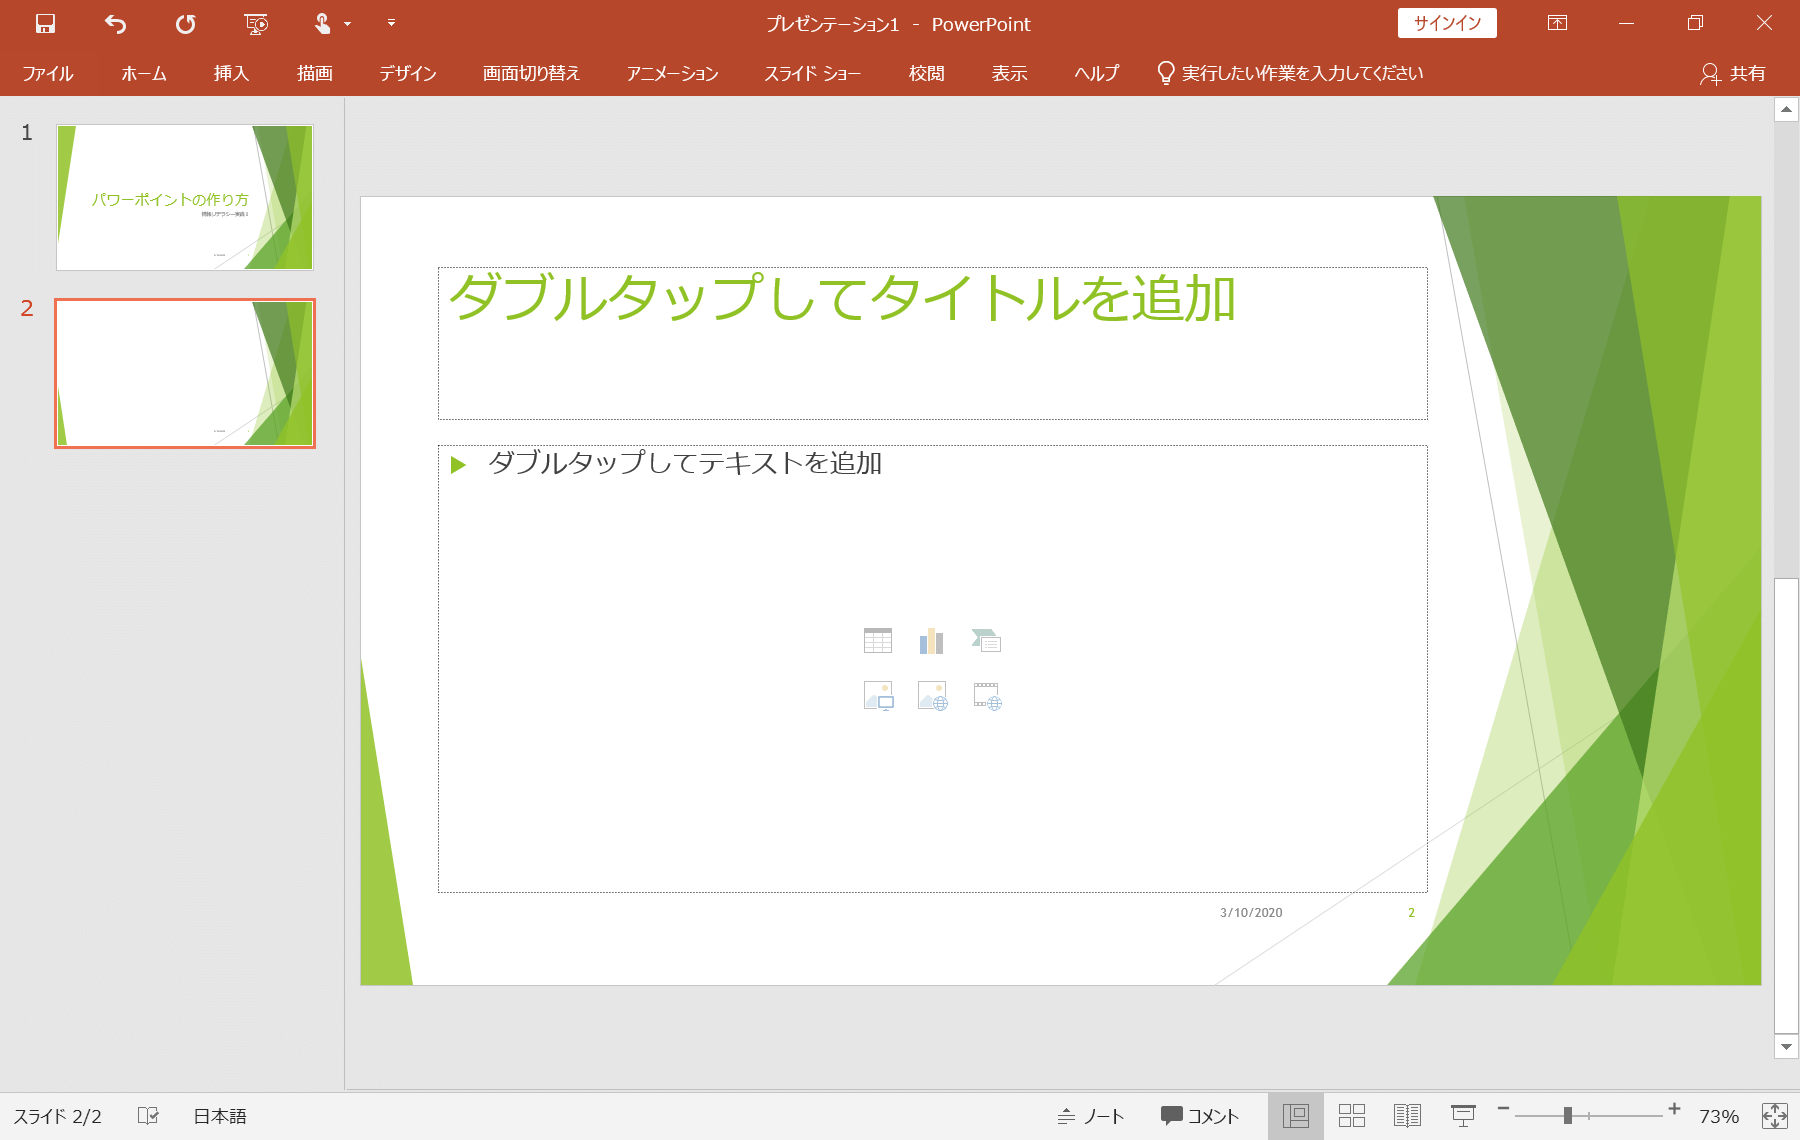 プレゼンテーション1 - PowerPoint
サインイン
ファイル ホーム 挿入 描画 デザイン 画面切り替え アニメーション スライド ショー 校閲 表示 ヘルプ 実行したい作業を入力してください 共有
1
パワーポイントの作り方
2
ダブルタップしてタイトルを追加
ダブルタップしてテキストを追加
3/10/2020 2
スライド 2/2 日本語 ノート コメント 73%